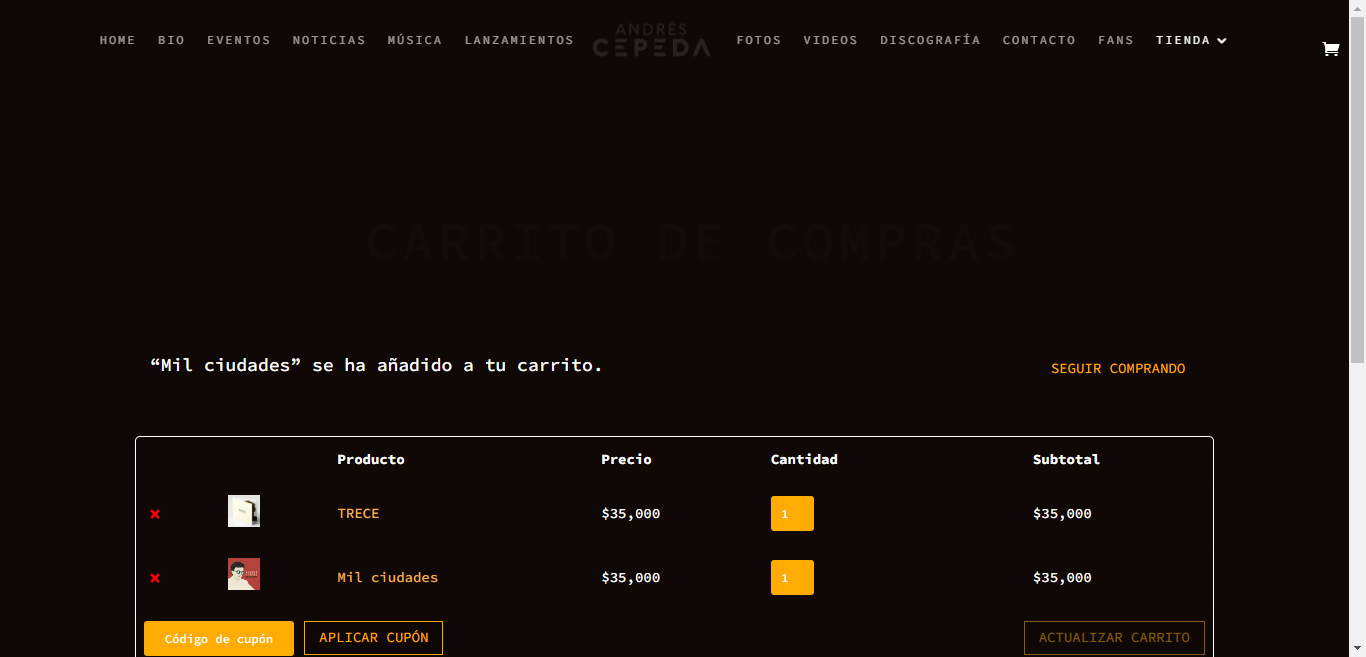 HOME BIO EVENTOS NOTICIAS MÚSICA LANZAMIENTOS ANDRÉS CEPEDA FOTOS VIDEOS DISCOGRAFÍA CONTACTO FANS TIENDA
CARRITO DE COMPRAS
“Mil ciudades” se ha añadido a tu carrito. SEGUIR COMPRANDO
Producto Precio Cantidad Subtotal
TRECE $35,000 1 $35,000
Mil ciudades $35,000 1 $35,000
Código de cupón APLICAR CUPÓN ACTUALIZAR CARRITO